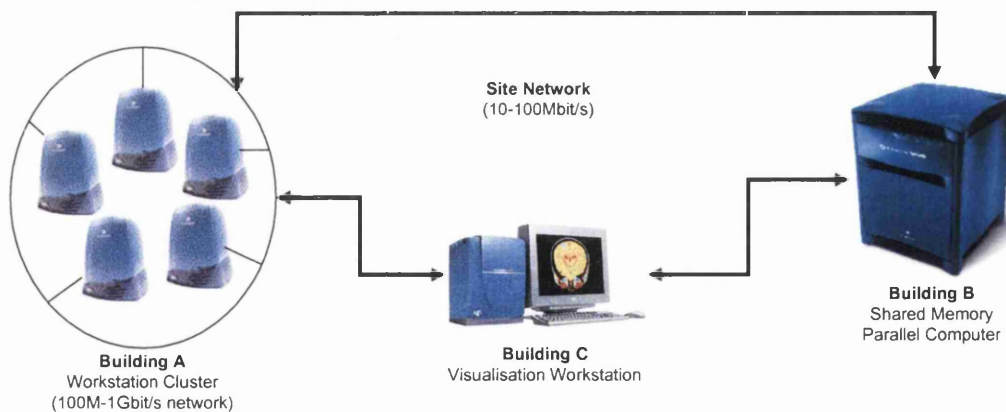 Site Network
(10-100Mbit/s)
Building A
Workstation Cluster
(100M-1Gbit/s network)
Building C
Visualisation Workstation
Building B
Shared Memory
Parallel Computer